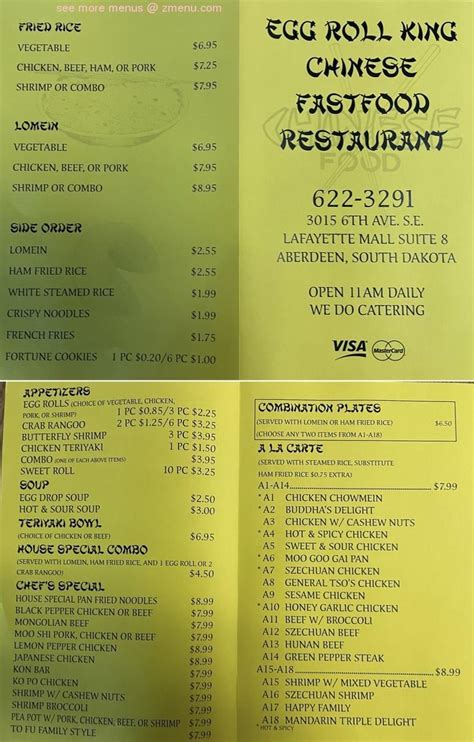 see more menus @ zmenu.com
FRIED RICE
VEGETABLE $6.95
CHICKEN, BEEF, HAM, OR PORK $7.25
SHRIMP OR COMBO $7.95
LOMEIN
VEGETABLE $6.95
CHICKEN, BEEF, OR PORK $7.95
SHRIMP OR COMBO $8.95
SIDE ORDER
LOMEIN $2.55
HAM FRIED RICE $2.55
WHITE STEAMED RICE $1.99
CRISPY NOODLES $1.99
FRENCH FRIES $1.75
FORTUNE COOKIES 1 PC $0.20/6 PC $1.00
EGG ROLL KING
CHINESE
FASTFOOD
RESTAURANT
CHINESE
FOOD
622-3291
3015 6TH AVE. S.E.
LAFAYETTE MALL SUITE 8
ABERDEEN, SOUTH DAKOTA
OPEN 11AM DAILY
WE DO CATERING
VISA MasterCard
APPETIZERS
EGG ROLLS (CHOICE OF VEGETABLE, CHICKEN,
PORK, OR SHRIMP) 1 PC $0.85/3 PC $2.25
CRAB RANGOO 2 PC $1.25/6 PC $3.25
BUTTERFLY SHRIMP 3 PC $3.95
CHICKEN TERIYAKI 1 PC $1.50
COMBO (ONE OF EACH ABOVE ITEMS) $3.95
SWEET ROLL 10 PC $3.25
SOUP
EGG DROP SOUP $2.50
HOT & SOUR SOUP $3.00
TERIYAKI BOWL
(CHOICE OF CHICKEN OR BEEF) $6.95
HOUSE SPECIAL COMBO
(SERVED WITH LOMEIN, HAM FRIED RICE, AND 1 EGG ROLL OR 2
CRAB RANGOO) $4.50
CHEF'S SPECIAL
HOUSE SPECIAL PAN FRIED NOODLES $8.99
BLACK PEPPER CHICKEN OR BEEF $7.99
MONGOLIAN BEEF $7.99
MOO SHI PORK, CHICKEN OR BEEF $7.99
LEMON PEPPER CHICKEN $8.99
JAPANESE CHICKEN $8.99
KON BAR $7.99
KO PO CHICKEN $7.99
SHRIMP W/ CASHEW NUTS $7.99
SHRIMP BROCCOLI $7.99
PEA POT W/ PORK, CHICKEN, BEEF, OR SHRIMP $7.99
TO FU FAMILY STYLE $7.99
COMBINATION PLATES
(SERVED WITH LOMEIN OR HAM FRIED RICE) $6.50
(CHOOSE ANY TWO ITEMS FROM A1-A18)
A LA CARTE
(SERVED WITH STEAMED RICE, SUBSTITUTE
HAM FRIED RICE $0.75 EXTRA)
A1-A14 $7.99
* A1 CHICKEN CHOWMEIN
* A2 BUDDHA'S DELIGHT
A3 CHICKEN W/ CASHEW NUTS
* A4 HOT & SPICY CHICKEN
A5 SWEET & SOUR CHICKEN
* A6 MOO GOO GAI PAN
* A7 SZECHUAN CHICKEN
A8 GENERAL TSO'S CHICKEN
A9 SESAME CHICKEN
* A10 HONEY GARLIC CHICKEN
A11 BEEF W/ BROCCOLI
* A12 SZECHUAN BEEF
A13 HUNAN BEEF
* A14 GREEN PEPPER STEAK
A15-A18 $8.99
* A15 SHRIMP W/ MIXED VEGETABLE
* A16 SZECHUAN SHRIMP
* A17 HAPPY FAMILY
* A18 MANDARIN TRIPLE DELIGHT
* HOT & SPICY